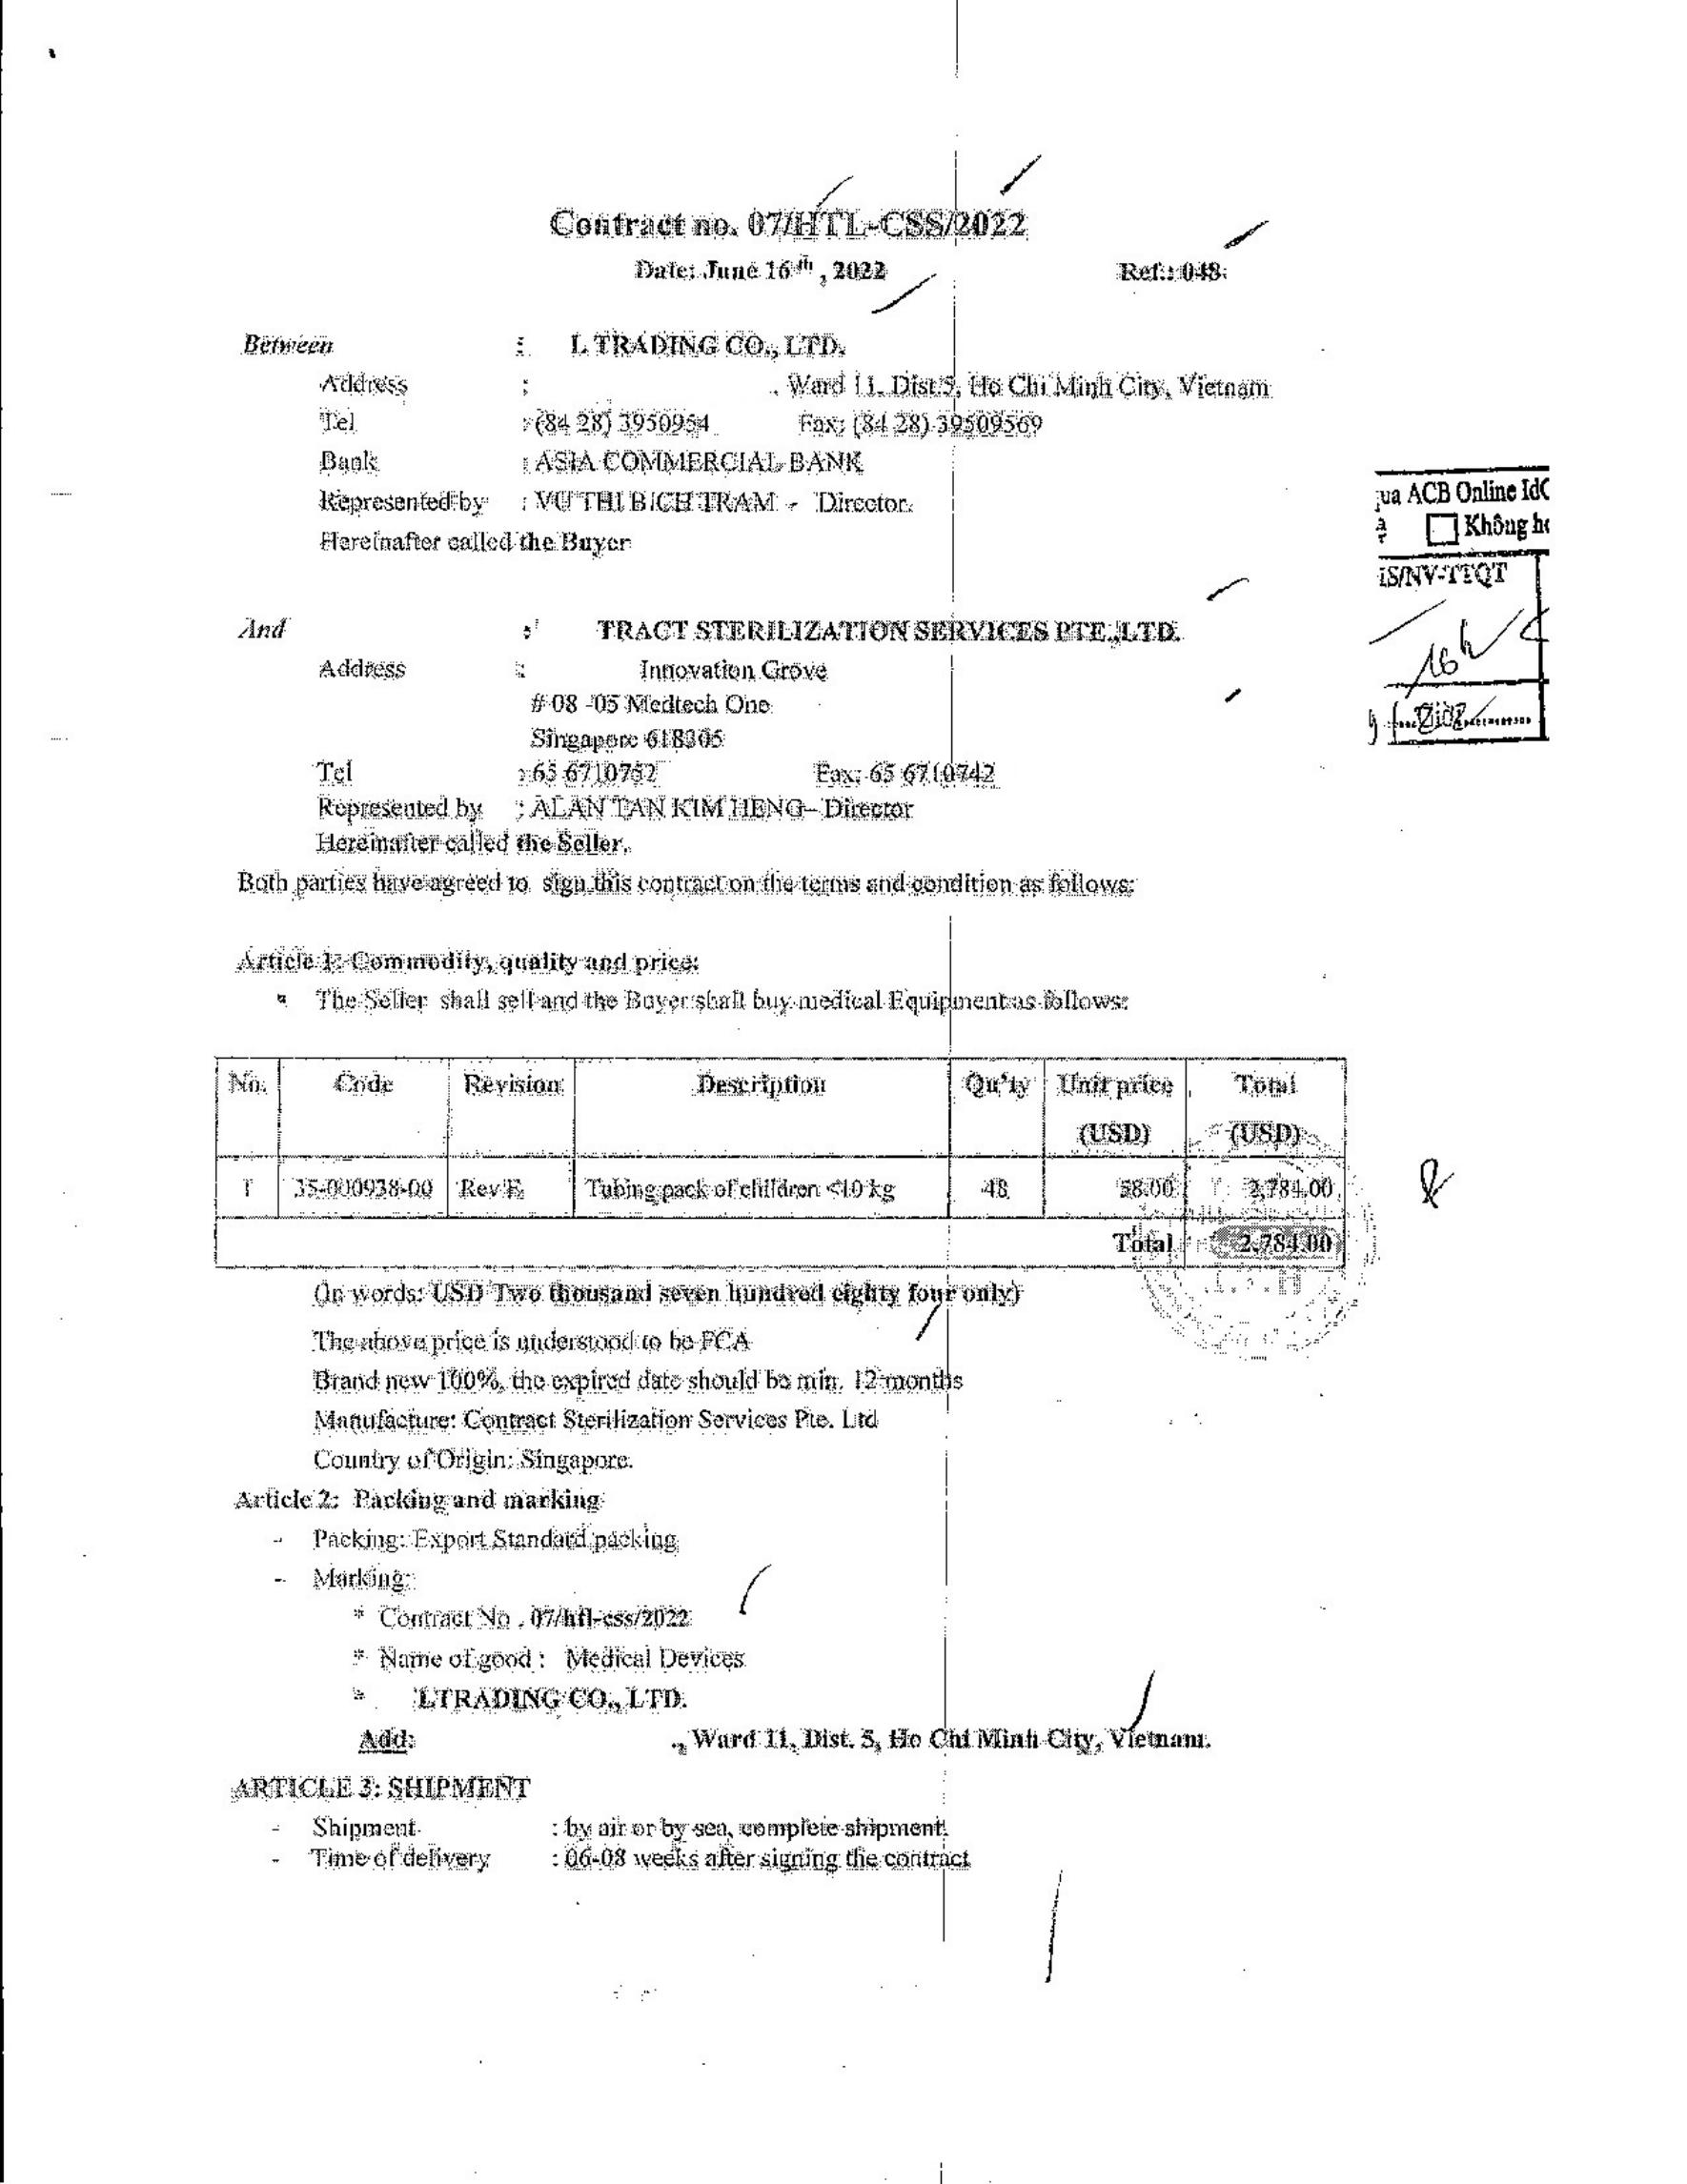 Contract no. 07/HTL-CSS/2022
Date: June 16th, 2022 Ref.: 048
Between : L TRADING CO., LTD.
Address : ., Ward 11, Dist 5, Ho Chi Minh City, Vietnam
Tel : (84 28) 3950954 Fax: (84 28) 39509569
Bank : ASIA COMMERCIAL BANK
Represented by : VU THI BICH TRAM - Director
Hereinafter called the Buyer
ua ACB Online
Không
/NV-TTQT
16h
And : TRACT STERILIZATION SERVICES PTE., LTD.
Address : Innovation Grove
# 08 -05 Medtech One
Singapore 618305
Tel : 65 6710752 Fax: 65 6710742
Represented by : ALAN TAN KIM HENG- Director
Hereinafter called the Seller.
Both parties have agreed to sign this contract on the terms and condition as follows:
Article 1: Commodity, quality and price:
The Seller shall sell and the Buyer shall buy medical Equipment as follows:
No. Code Revision Description Qu'ty Unit price (USD) Total (USD)
1 35-000938-00 Rev E Tubing pack of children <10 kg 48 58.00 2,784.00
Total 2,784.00
(In words: USD Two thousand seven hundred eighty four only)
The above price is understood to be FCA
Brand new 100%, the expired date should be min. 12 months
Manufacture: Contract Sterilization Services Pte. Ltd
Country of Origin: Singapore.
Article 2: Packing and marking
- Packing: Export Standard packing
- Marking:
* Contract No . 07/htl-css/2022
* Name of good : Medical Devices
* L TRADING CO., LTD.
Add: ., Ward 11, Dist. 5, Ho Chi Minh City, Vietnam.
ARTICLE 3: SHIPMENT
- Shipment : by air or by sea, complete shipment.
- Time of delivery : 06-08 weeks after signing the contract